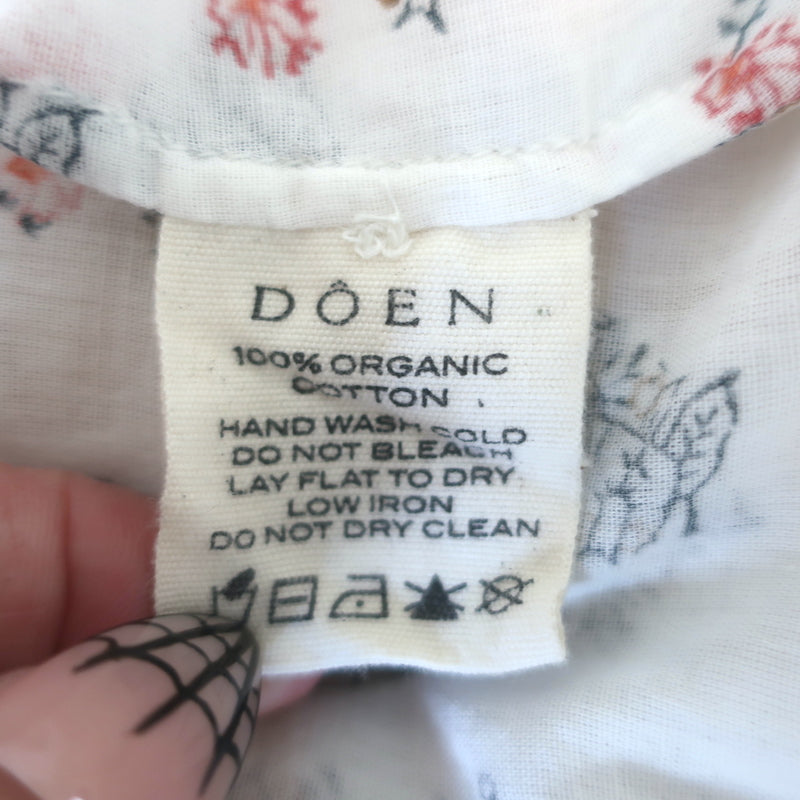 DÔEN
100% ORGANIC
COTTON
HAND WASH COLD
DO NOT BLEACH
LAY FLAT TO DRY
LOW IRON
DO NOT DRY CLEAN